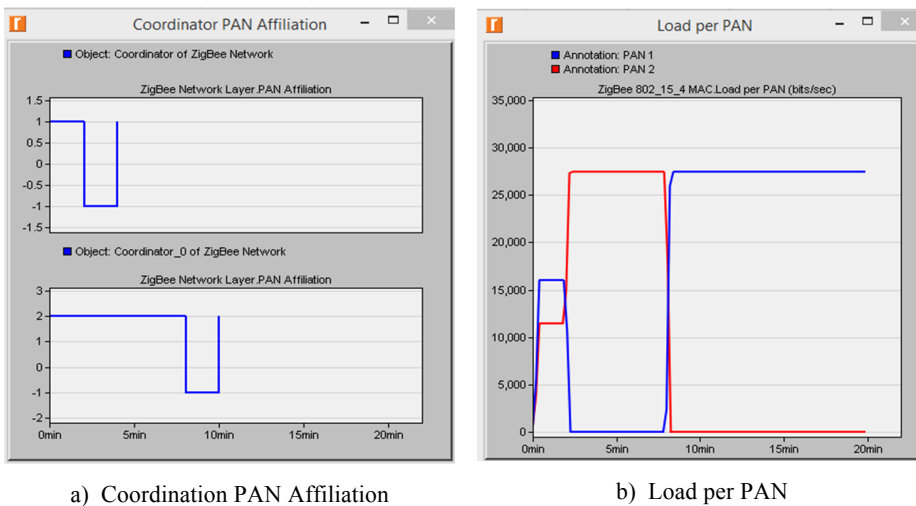 Coordinator PAN Affiliation
Object: Coordinator of ZigBee Network
ZigBee Network Layer.PAN Affiliation
1.5
1
0.5
0
-0.5
-1
-1.5
Object: Coordinator_0 of ZigBee Network
ZigBee Network Layer.PAN Affiliation
3
2
1
0
-1
-2
0min 5min 10min 15min 20min
a) Coordination PAN Affiliation
Load per PAN
Annotation: PAN 1
Annotation: PAN 2
ZigBee 802_15_4 MAC.Load per PAN (bits/sec)
35,000
30,000
25,000
20,000
15,000
10,000
5,000
0
0min 5min 10min 15min 20min
b) Load per PAN